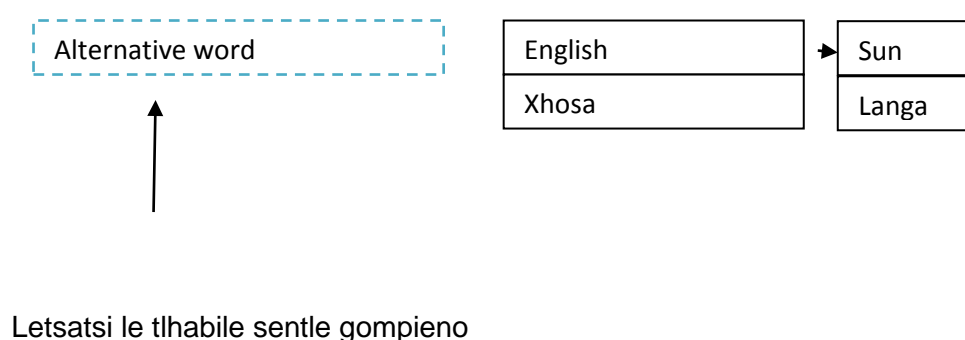 Alternative word
English
Sun
Xhosa
Langa
Letsatsi le tlhabile sentle gompieno